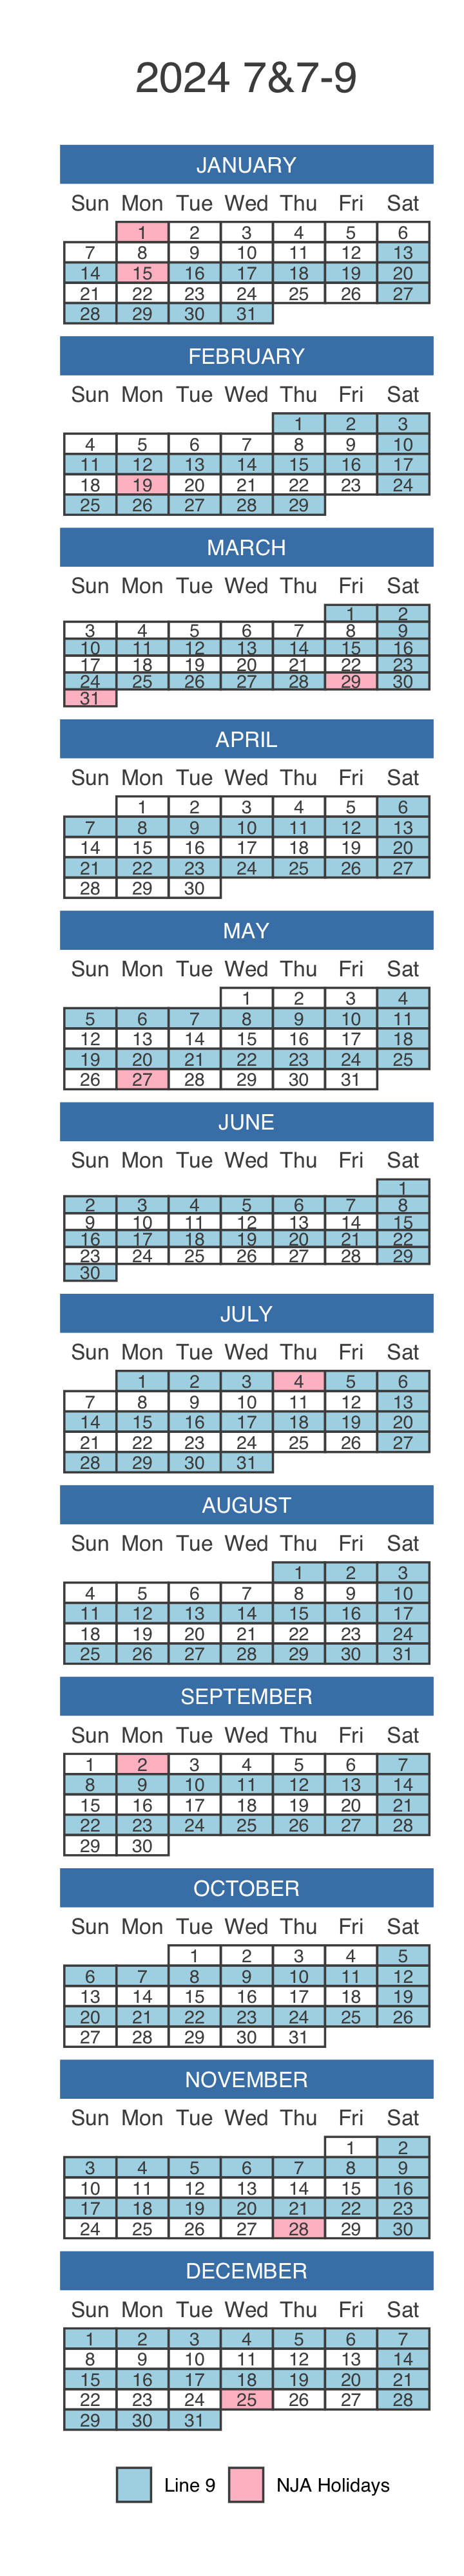 2024 7&7-9
JANUARY
Sun Mon Tue Wed Thu Fri Sat
1 2 3 4 5 6
7 8 9 10 11 12 13
14 15 16 17 18 19 20
21 22 23 24 25 26 27
28 29 30 31
FEBRUARY
Sun Mon Tue Wed Thu Fri Sat
1 2 3
4 5 6 7 8 9 10
11 12 13 14 15 16 17
18 19 20 21 22 23 24
25 26 27 28 29
MARCH
Sun Mon Tue Wed Thu Fri Sat
1 2
3 4 5 6 7 8 9
10 11 12 13 14 15 16
17 18 19 20 21 22 23
24 25 26 27 28 29 30
31
APRIL
Sun Mon Tue Wed Thu Fri Sat
1 2 3 4 5 6
7 8 9 10 11 12 13
14 15 16 17 18 19 20
21 22 23 24 25 26 27
28 29 30
MAY
Sun Mon Tue Wed Thu Fri Sat
1 2 3 4
5 6 7 8 9 10 11
12 13 14 15 16 17 18
19 20 21 22 23 24 25
26 27 28 29 30 31
JUNE
Sun Mon Tue Wed Thu Fri Sat
1
2 3 4 5 6 7 8
9 10 11 12 13 14 15
16 17 18 19 20 21 22
23 24 25 26 27 28 29
30
JULY
Sun Mon Tue Wed Thu Fri Sat
1 2 3 4 5 6
7 8 9 10 11 12 13
14 15 16 17 18 19 20
21 22 23 24 25 26 27
28 29 30 31
AUGUST
Sun Mon Tue Wed Thu Fri Sat
1 2 3
4 5 6 7 8 9 10
11 12 13 14 15 16 17
18 19 20 21 22 23 24
25 26 27 28 29 30 31
SEPTEMBER
Sun Mon Tue Wed Thu Fri Sat
1 2 3 4 5 6 7
8 9 10 11 12 13 14
15 16 17 18 19 20 21
22 23 24 25 26 27 28
29 30
OCTOBER
Sun Mon Tue Wed Thu Fri Sat
1 2 3 4 5
6 7 8 9 10 11 12
13 14 15 16 17 18 19
20 21 22 23 24 25 26
27 28 29 30 31
NOVEMBER
Sun Mon Tue Wed Thu Fri Sat
1 2
3 4 5 6 7 8 9
10 11 12 13 14 15 16
17 18 19 20 21 22 23
24 25 26 27 28 29 30
DECEMBER
Sun Mon Tue Wed Thu Fri Sat
1 2 3 4 5 6 7
8 9 10 11 12 13 14
15 16 17 18 19 20 21
22 23 24 25 26 27 28
29 30 31
Line 9 NJA Holidays